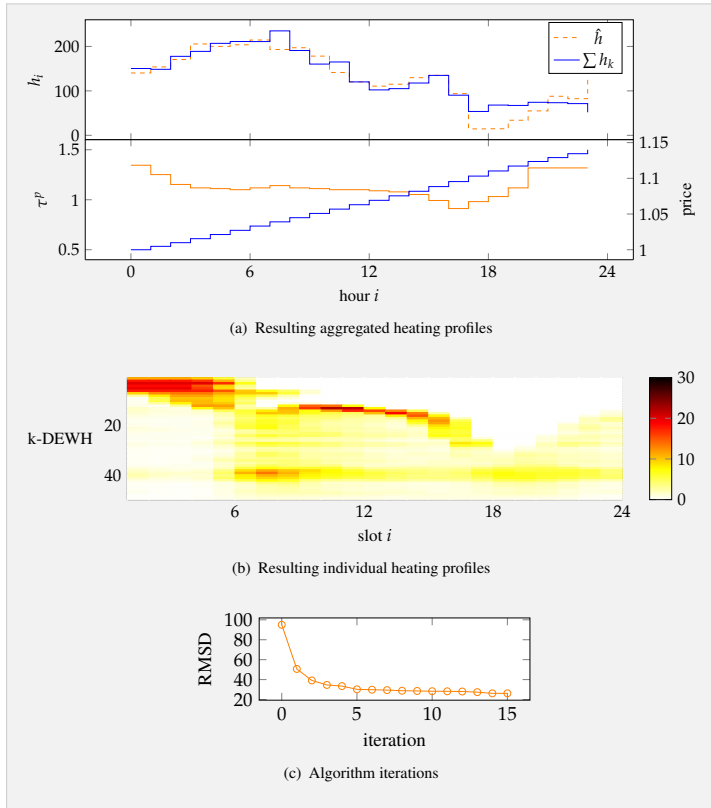 200
100
0
h_i
ĥ
∑ h_k
1.5
1
0.5
τ^p
1.15
1.1
1.05
1
price
0 6 12 18 24
hour i
(a) Resulting aggregated heating profiles
k-DEWH
20
40
6 12 18 24
slot i
30
20
10
0
(b) Resulting individual heating profiles
100
80
60
40
20
RMSD
0 5 10 15
iteration
(c) Algorithm iterations